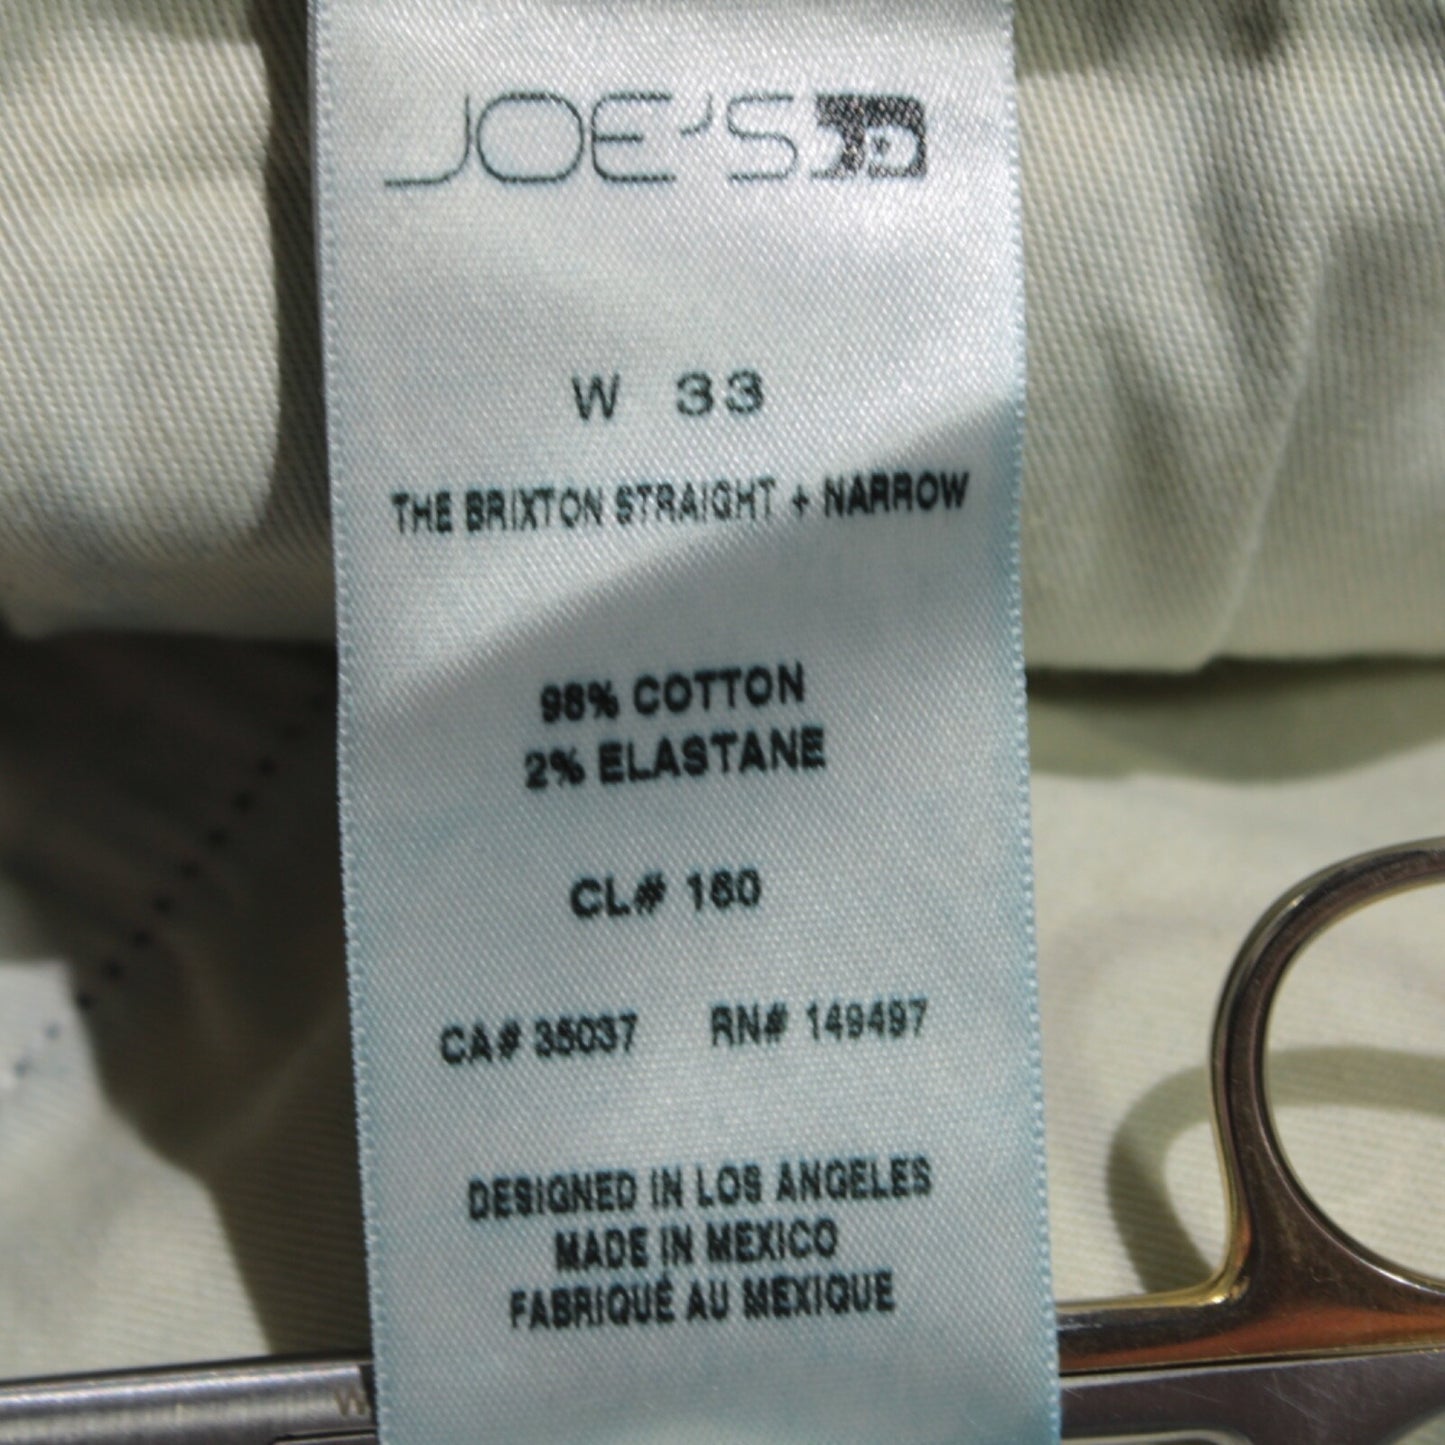 JOE'S
W 33
THE BRIXTON STRAIGHT + NARROW
98% COTTON
2% ELASTANE
CL# 160
CA# 35037 RN# 149497
DESIGNED IN LOS ANGELES
MADE IN MEXICO
FABRIQUÉ AU MEXIQUE